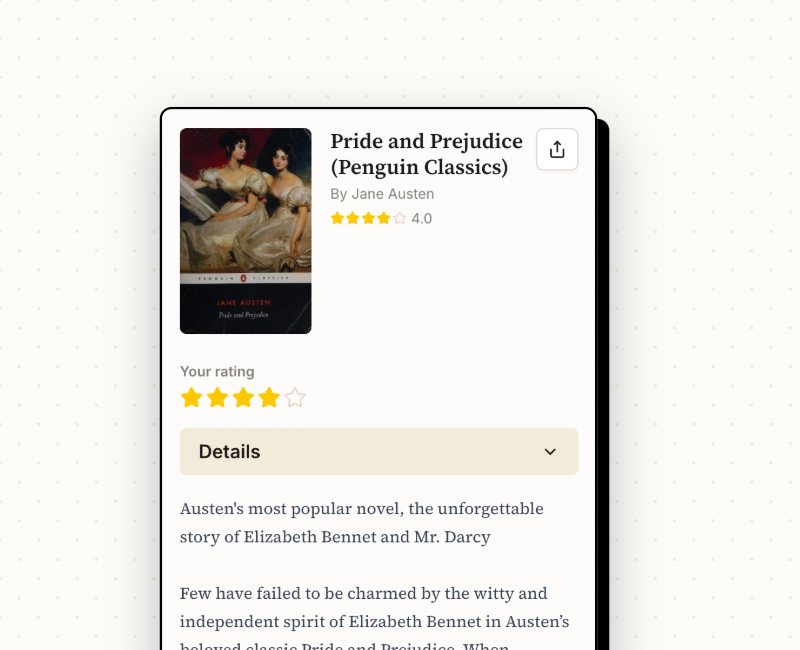 Pride and Prejudice
(Penguin Classics)
By Jane Austen
4.0
PENGUIN CLASSICS
JANE AUSTEN
Pride and Prejudice
Your rating
Details
Austen's most popular novel, the unforgettable
story of Elizabeth Bennet and Mr. Darcy
Few have failed to be charmed by the witty and
independent spirit of Elizabeth Bennet in Austen’s
beloved classic Pride and Prejudice. When